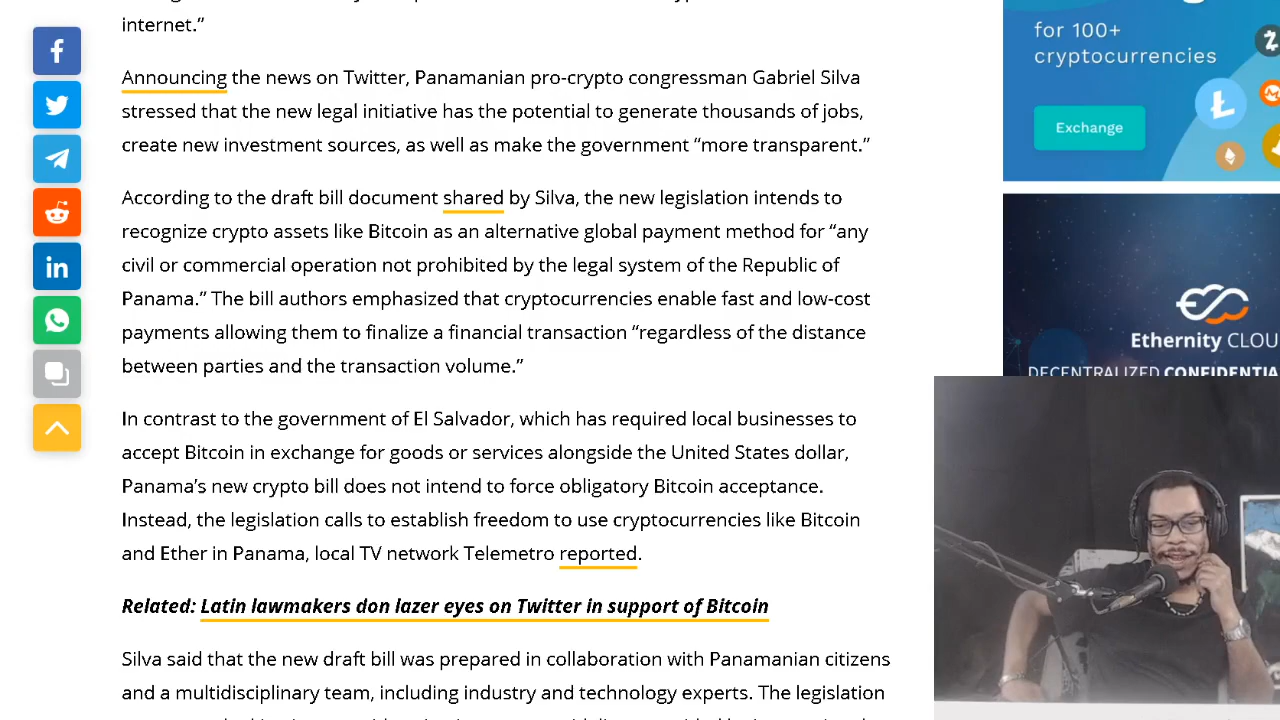 internet.”
Announcing the news on Twitter, Panamanian pro-crypto congressman Gabriel Silva
stressed that the new legal initiative has the potential to generate thousands of jobs,
create new investment sources, as well as make the government “more transparent.”
According to the draft bill document shared by Silva, the new legislation intends to
recognize crypto assets like Bitcoin as an alternative global payment method for “any
civil or commercial operation not prohibited by the legal system of the Republic of
Panama.” The bill authors emphasized that cryptocurrencies enable fast and low-cost
payments allowing them to finalize a financial transaction “regardless of the distance
between parties and the transaction volume.”
In contrast to the government of El Salvador, which has required local businesses to
accept Bitcoin in exchange for goods or services alongside the United States dollar,
Panama’s new crypto bill does not intend to force obligatory Bitcoin acceptance.
Instead, the legislation calls to establish freedom to use cryptocurrencies like Bitcoin
and Ether in Panama, local TV network Telemetro reported.
Related: Latin lawmakers don lazer eyes on Twitter in support of Bitcoin
Silva said that the new draft bill was prepared in collaboration with Panamanian citizens
and a multidisciplinary team, including industry and technology experts. The legislation
for 100+
cryptocurrencies
Exchange
Ethernity CLOU
DECENTRALIZED CONFIDENTIA